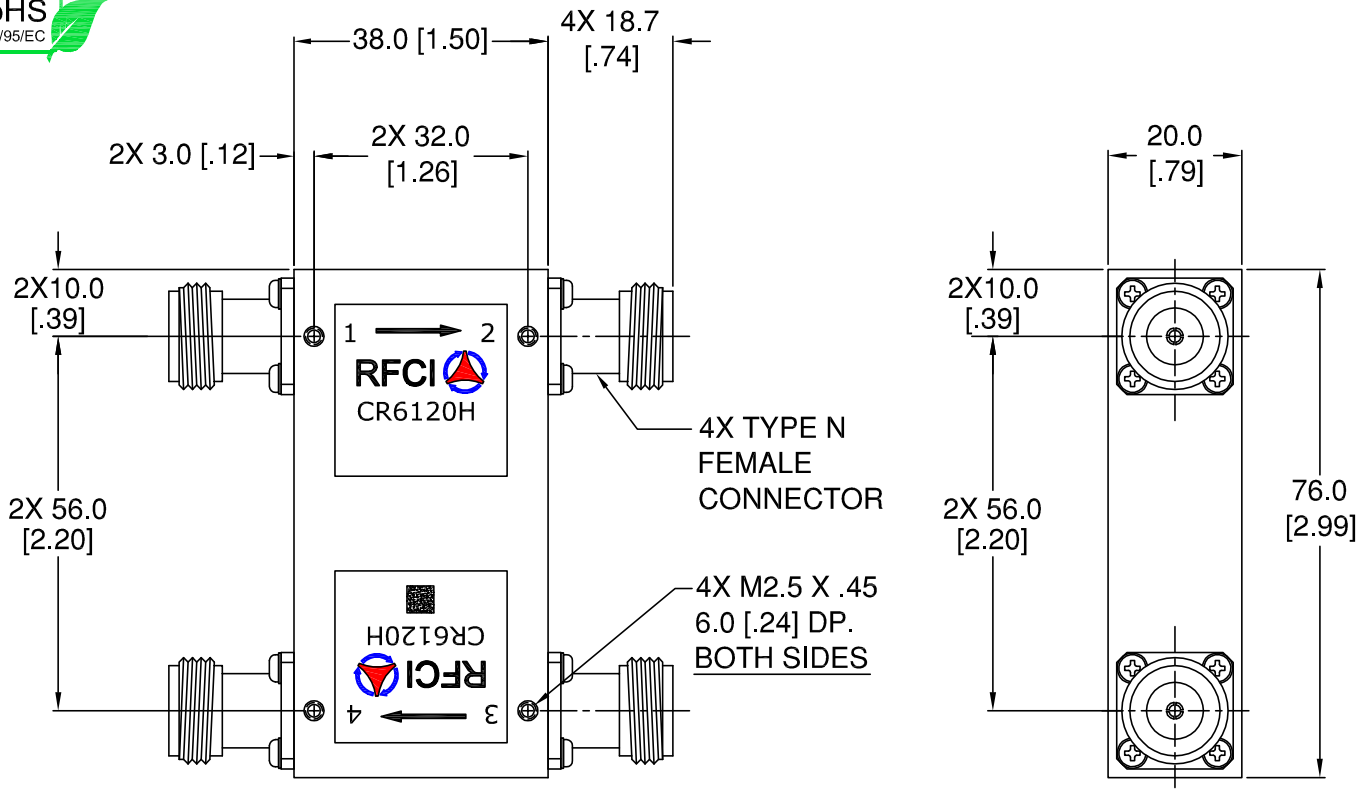 /95/EC
38.0 [1.50]
4X 18.7
[.74]
2X 3.0 [.12]
2X 32.0
[1.26]
20.0
[.79]
2X10.0
[.39]
2X10.0
[.39]
1 2
RFCI
CR6120H
4X TYPE N
FEMALE
CONNECTOR
2X 56.0
[2.20]
2X 56.0
[2.20]
76.0
[2.99]
4X M2.5 X .45
6.0 [.24] DP.
BOTH SIDES
CR6120H
RFCI
3 4